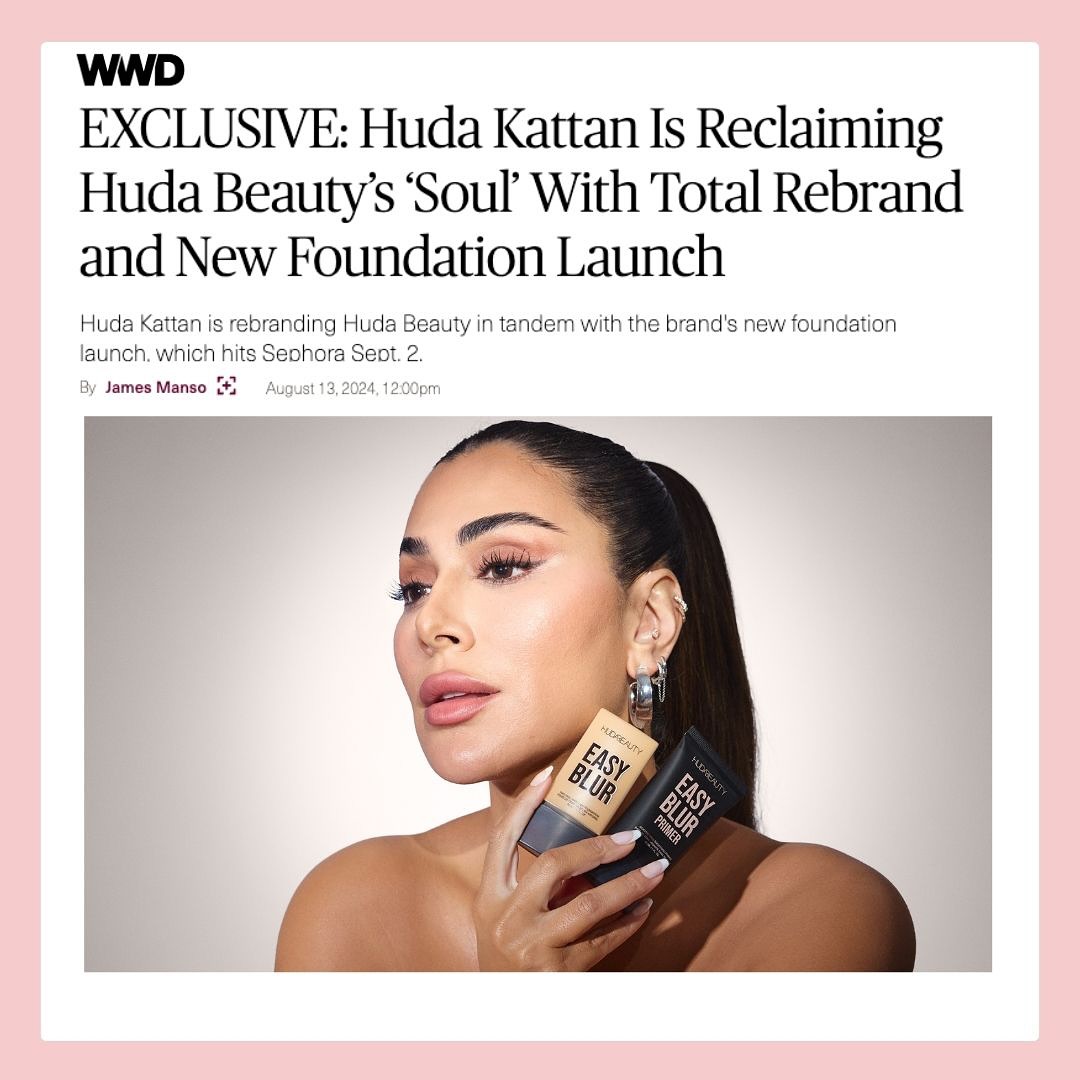 WWD
EXCLUSIVE: Huda Kattan Is Reclaiming
Huda Beauty’s ‘Soul’ With Total Rebrand
and New Foundation Launch
Huda Kattan is rebranding Huda Beauty in tandem with the brand's new foundation
launch, which hits Sephora Sept. 2.
By James Manso August 13, 2024, 12:00pm
HUDABEAUTY
EASY
BLUR
HUDABEAUTY
EASY
BLUR
PRIMER